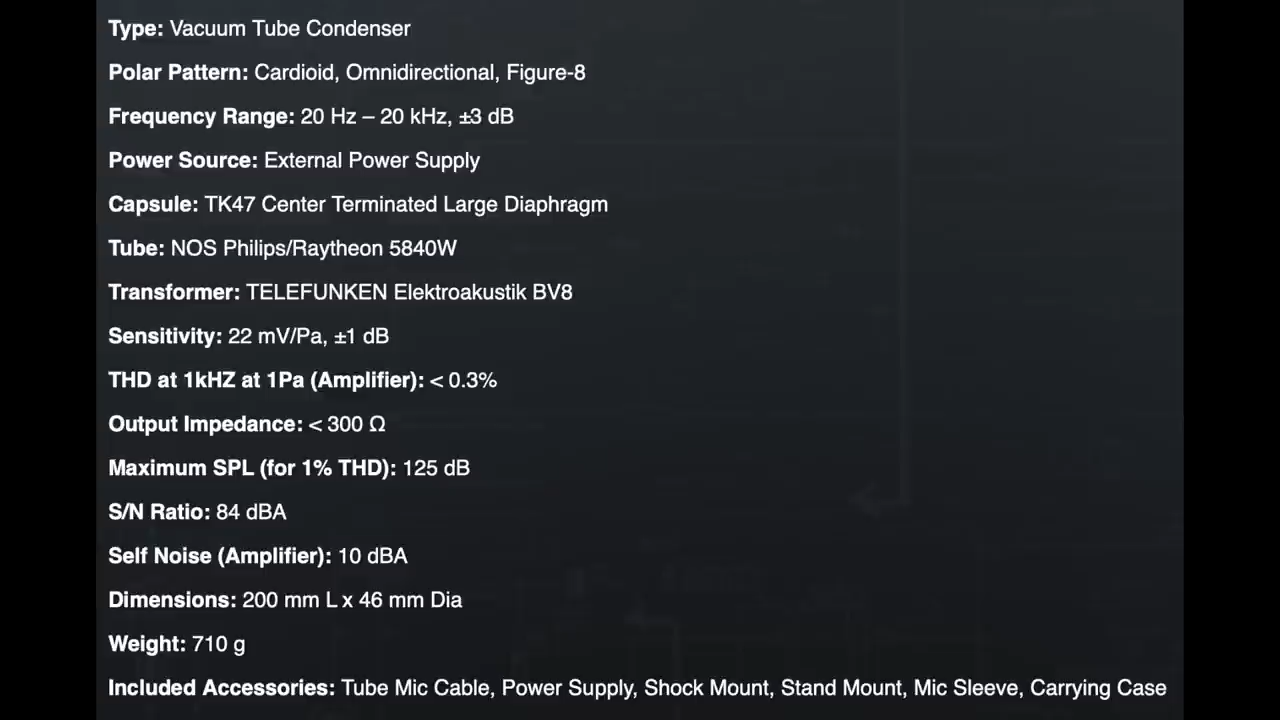 Type: Vacuum Tube Condenser
Polar Pattern: Cardioid, Omnidirectional, Figure-8
Frequency Range: 20 Hz – 20 kHz, ±3 dB
Power Source: External Power Supply
Capsule: TK47 Center Terminated Large Diaphragm
Tube: NOS Philips/Raytheon 5840W
Transformer: TELEFUNKEN Elektroakustik BV8
Sensitivity: 22 mV/Pa, ±1 dB
THD at 1kHZ at 1Pa (Amplifier): < 0.3%
Output Impedance: < 300 Ω
Maximum SPL (for 1% THD): 125 dB
S/N Ratio: 84 dBA
Self Noise (Amplifier): 10 dBA
Dimensions: 200 mm L x 46 mm Dia
Weight: 710 g
Included Accessories: Tube Mic Cable, Power Supply, Shock Mount, Stand Mount, Mic Sleeve, Carrying Case